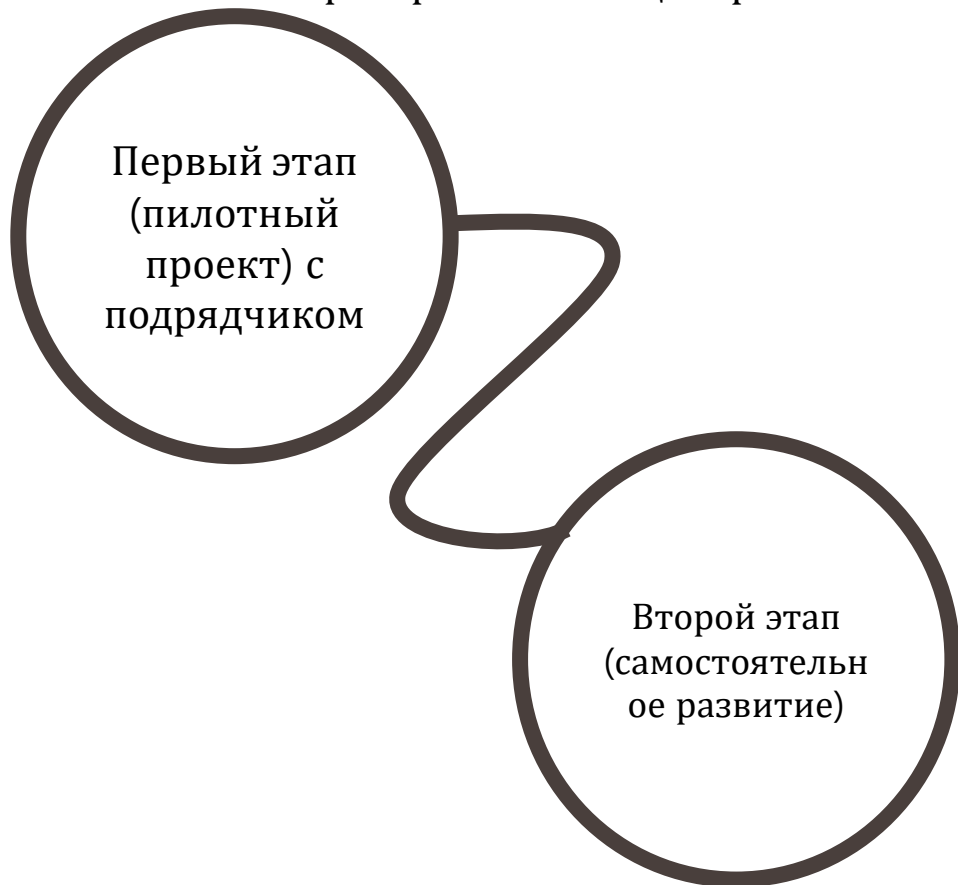 Первый этап
(пилотный
проект) с
подрядчиком
Второй этап
(самостоятельн
ое развитие)